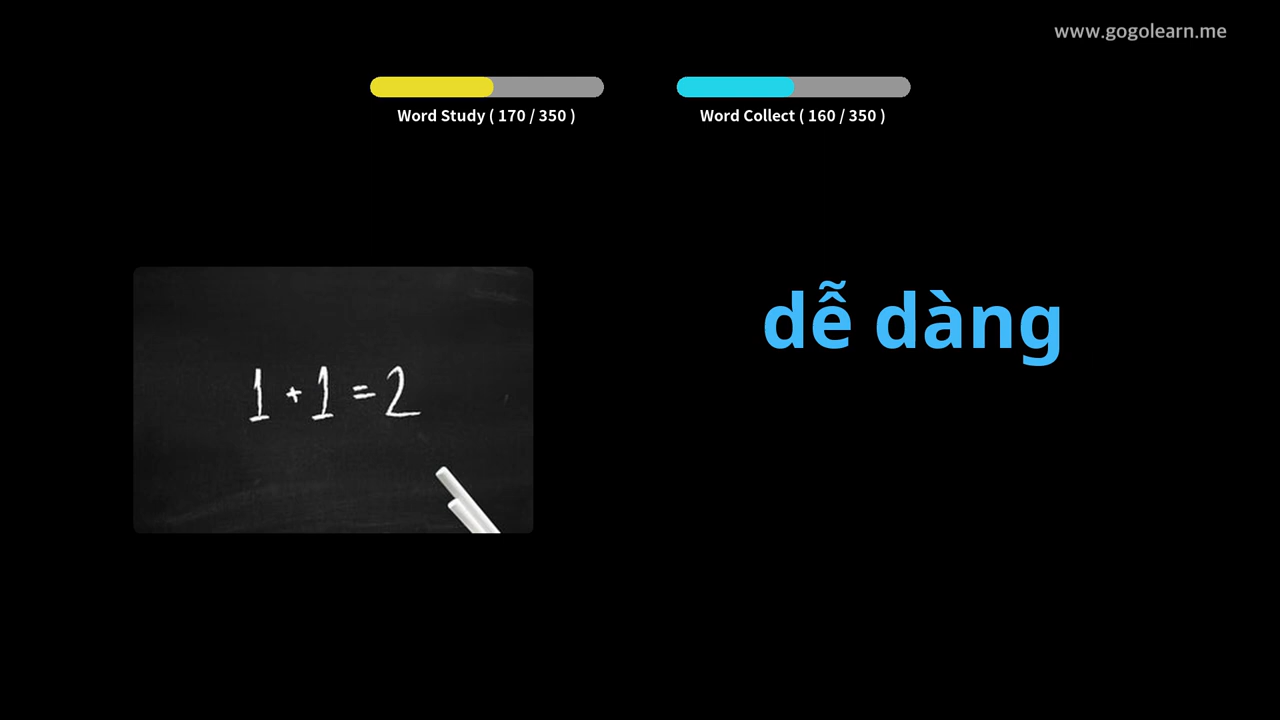 www.gogolearn.me
Word Study ( 170 / 350 )
Word Collect ( 160 / 350 )
dễ dàng
1 + 1 = 2